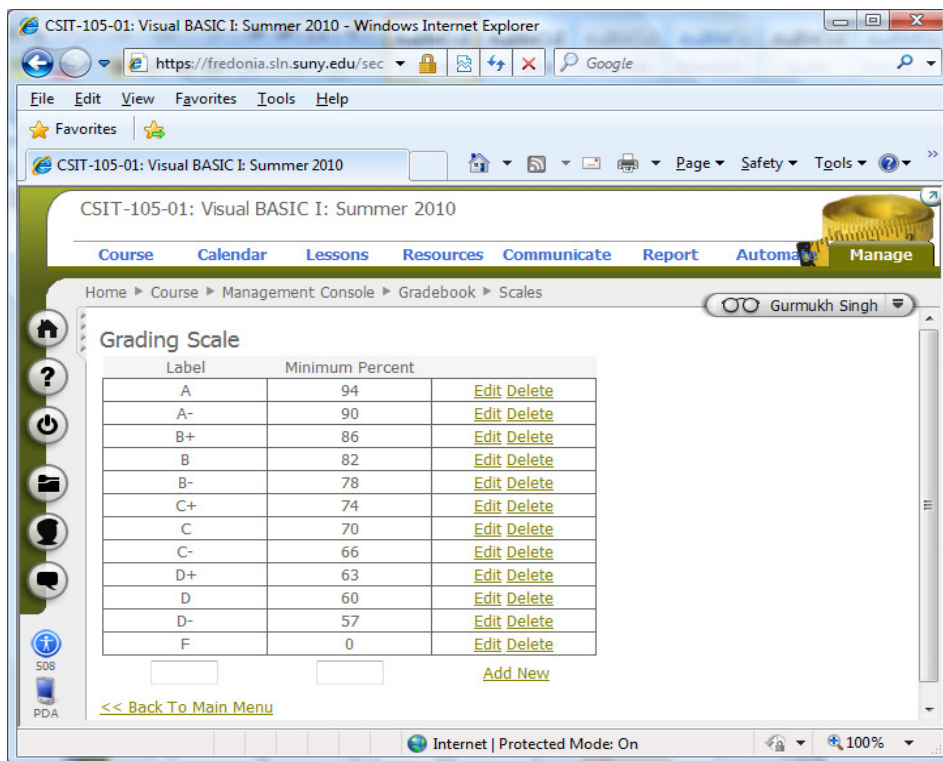 CSIT-105-01: Visual BASIC I: Summer 2010 - Windows Internet Explorer
https://fredonia.sln.suny.edu/sec Google
File Edit View Favorites Tools Help
Favorites
CSIT-105-01: Visual BASIC I: Summer 2010 Page Safety Tools
CSIT-105-01: Visual BASIC I: Summer 2010
Course Calendar Lessons Resources Communicate Report Automate Manage
Home Course Management Console Gradebook Scales
Gurmukh Singh
Grading Scale
Label Minimum Percent
A 94 Edit Delete
A- 90 Edit Delete
B+ 86 Edit Delete
B 82 Edit Delete
B- 78 Edit Delete
C+ 74 Edit Delete
C 70 Edit Delete
C- 66 Edit Delete
D+ 63 Edit Delete
D 60 Edit Delete
D- 57 Edit Delete
F 0 Edit Delete
Add New
508
PDA
<< Back To Main Menu
Internet | Protected Mode: On 100%